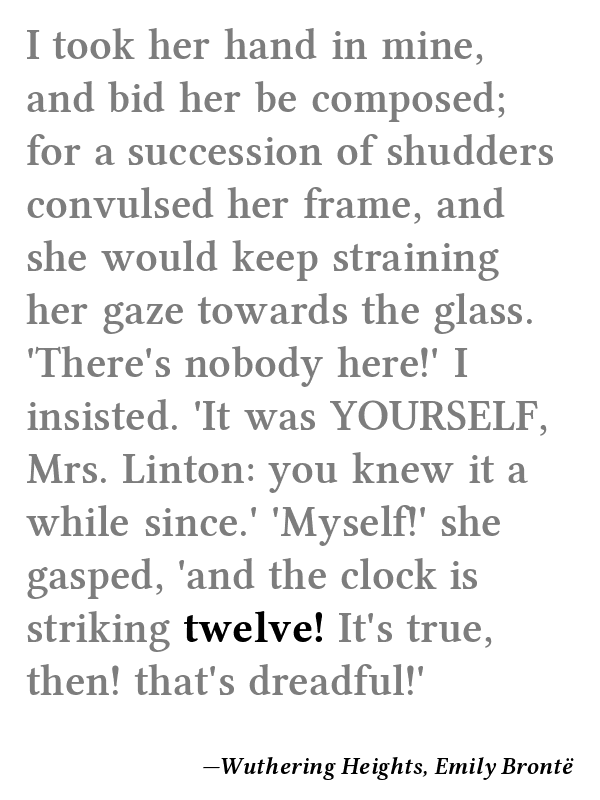 I took her hand in mine,
and bid her be composed;
for a succession of shudders
convulsed her frame, and
she would keep straining
her gaze towards the glass.
'There's nobody here!' I
insisted. 'It was YOURSELF,
Mrs. Linton: you knew it a
while since.' 'Myself!' she
gasped, 'and the clock is
striking twelve! It's true,
then! that's dreadful!'
—Wuthering Heights, Emily Brontë